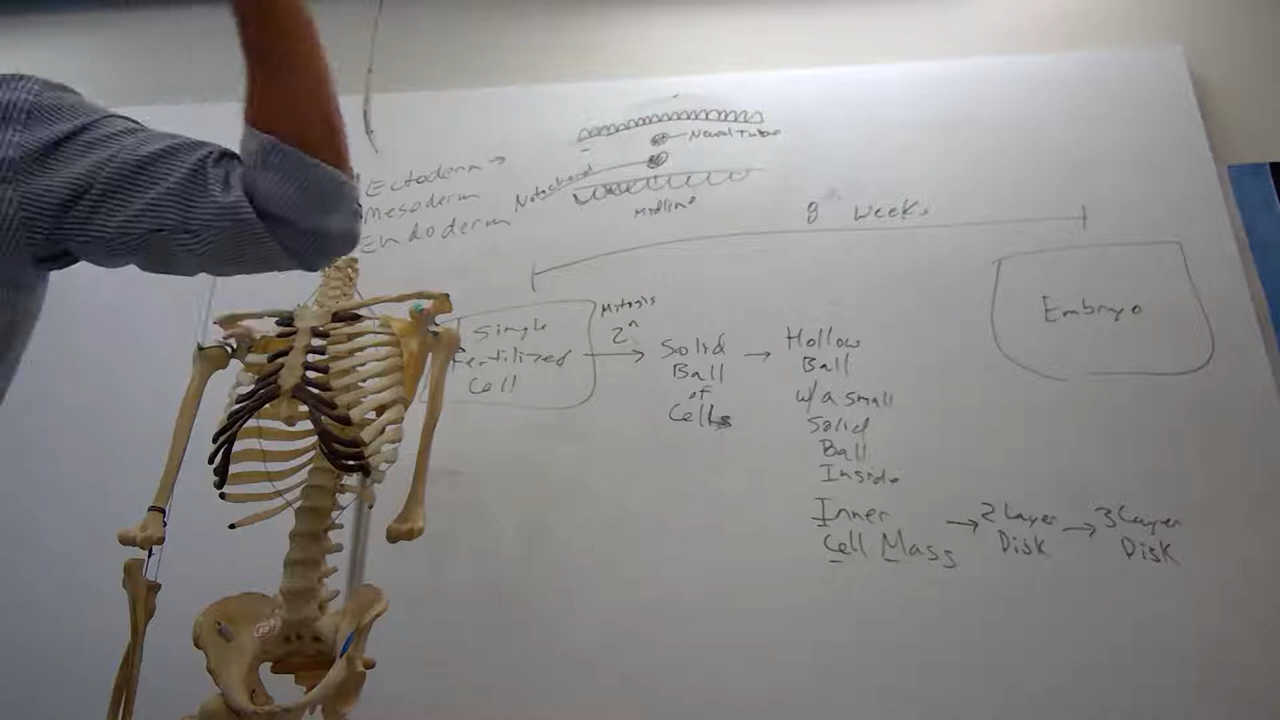 Neural Tube
Ectoderm →
Mesoderm
Endoderm
Notochord
Midline
8 weeks
Single
Fertilized
Cell
Mitosis
2ⁿ
→
Solid
Ball
of
Cells
→
Hollow
Ball
w/a small
Solid
Ball
Inside
Inner
Cell Mass
→ 2 Layer
Disk
→ 3 Layer
Disk
Embryo